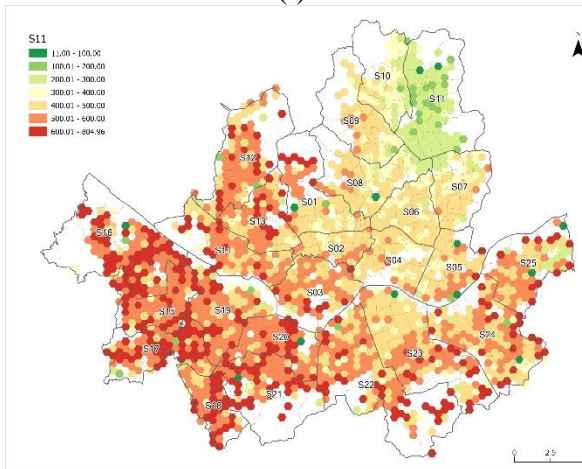 S11
11.00 - 100.00
100.01 - 200.00
200.01 - 300.00
300.01 - 400.00
400.01 - 500.00
500.01 - 600.00
600.01 - 804.96
N
S10
S11
S09
S12
S08
S07
S01
S06
S13
S16
S14
S02
S04
S05
S25
S03
S15
S19
S20
S24
S17
S23
S22
S21
S18
0
2.5